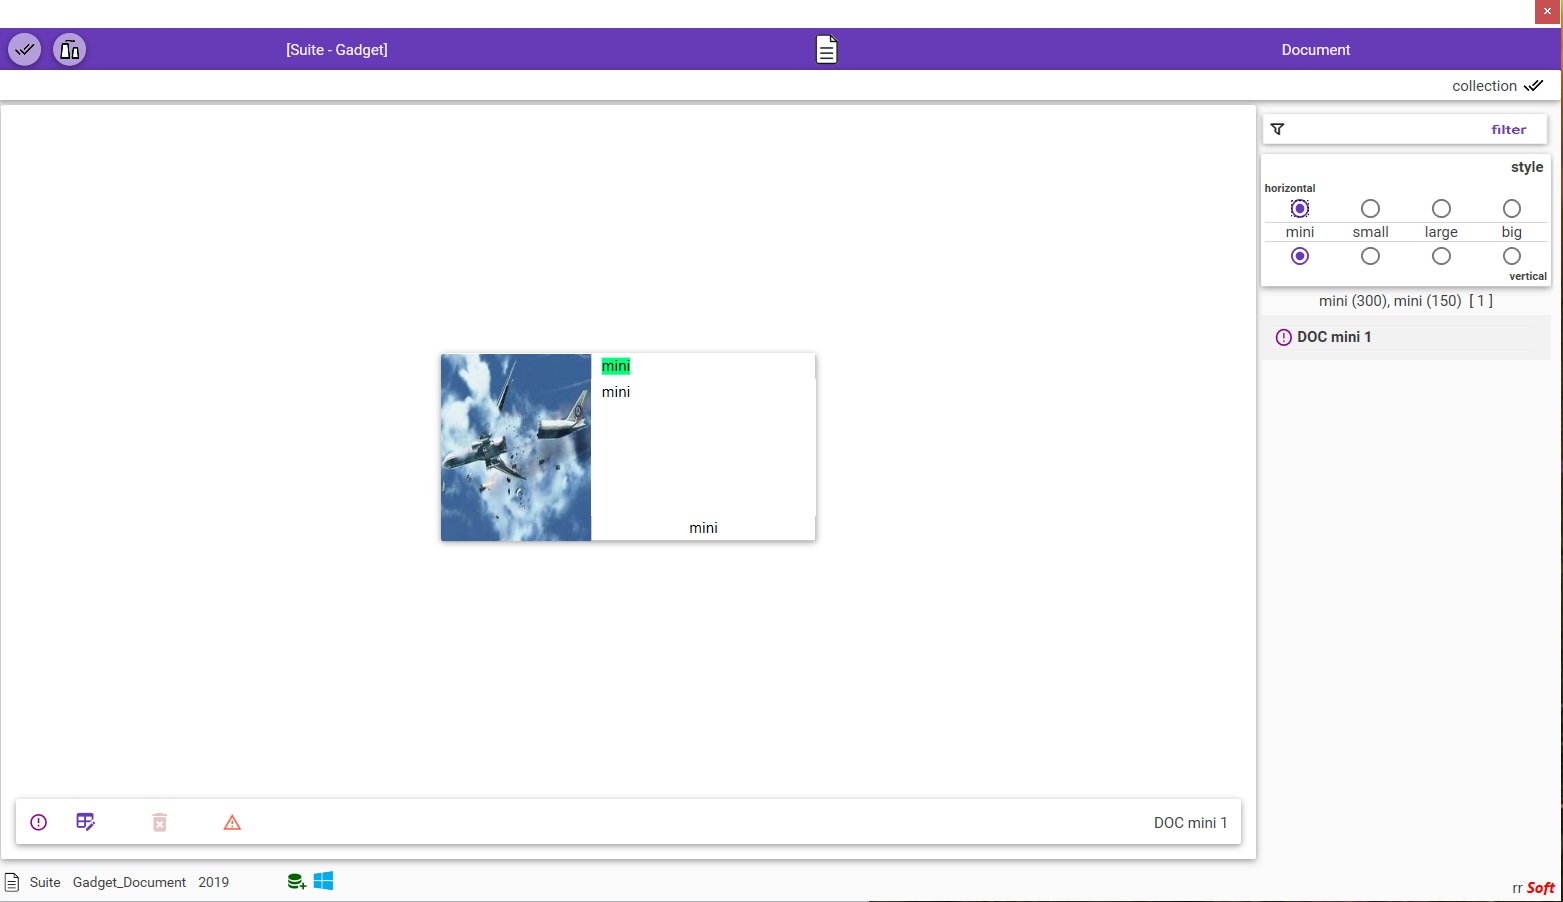 [Suite - Gadget]
Document
collection
filter
style
horizontal
mini small large big
vertical
mini (300), mini (150) [ 1 ]
DOC mini 1
mini
mini
mini
DOC mini 1
Suite Gadget_Document 2019
rr Soft